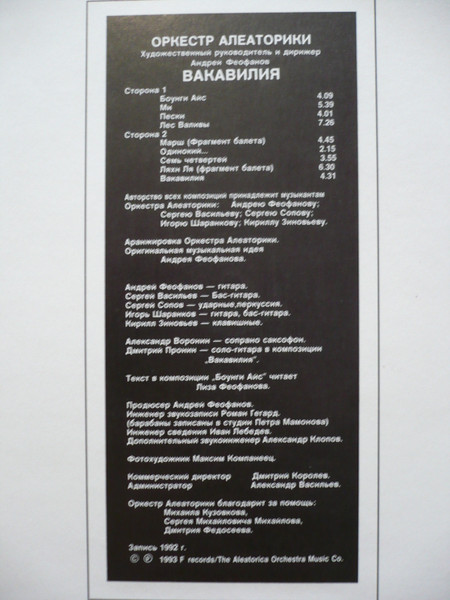 ОРКЕСТР АЛЕАТОРИКИ
Художественный руководитель и дирижер
Андрей Феофанов
ВАКАВИЛИЯ
Сторона 1
Боунги Айс 4.09
Ми 5.39
Пески 4.01
Лес Валивы 7.26
Сторона 2
Марш (Фрагмент балета) 4.45
Одинокий... 2.15
Семь четвертей 3.55
Ляхи Ля (фрагмент балета) 6.30
Вакавилия 4.31
Авторство всех композиций принадлежит музыкантам
Оркестра Алеаторики: Андрею Феофанову;
Сергею Васильеву; Сергею Сопову;
Игорю Шаранкову; Кириллу Зиновьеву.
Аранжировка Оркестра Алеаторики.
Оригинальная музыкальная идея
Андрея Феофанова.
Андрей Феофанов — гитара.
Сергей Васильев — Бас-гитара.
Сергей Сопов — ударные, перкуссия.
Игорь Шаранков — гитара, бас-гитара.
Кирилл Зиновьев — клавишные.
Александр Воронин — сопрано саксофон.
Дмитрий Пронин — соло-гитара в композиции
„Вакавилия".
Текст в композиции „Боунги Айс" читает
Лиза Феофанова.
Продюсер Андрей Феофанов.
Инженер звукозаписи Роман Гегард.
(барабаны записаны в студии Петра Мамонова)
Инженер сведения Иван Лебедев.
Дополнительный звукоинженер Александр Клопов.
Фотохудожник Максим Компанеец.
Коммерческий директор Дмитрий Королев.
Администратор Александр Васильев.
Оркестр Алеаторики благодарит за помощь:
Михаила Кузовкова,
Сергея Михайловича Михайлова,
Дмитрия Федосеева.
Запись 1992 г.
© ℗ 1993 F records/The Aleatorica Orchestra Music Co.